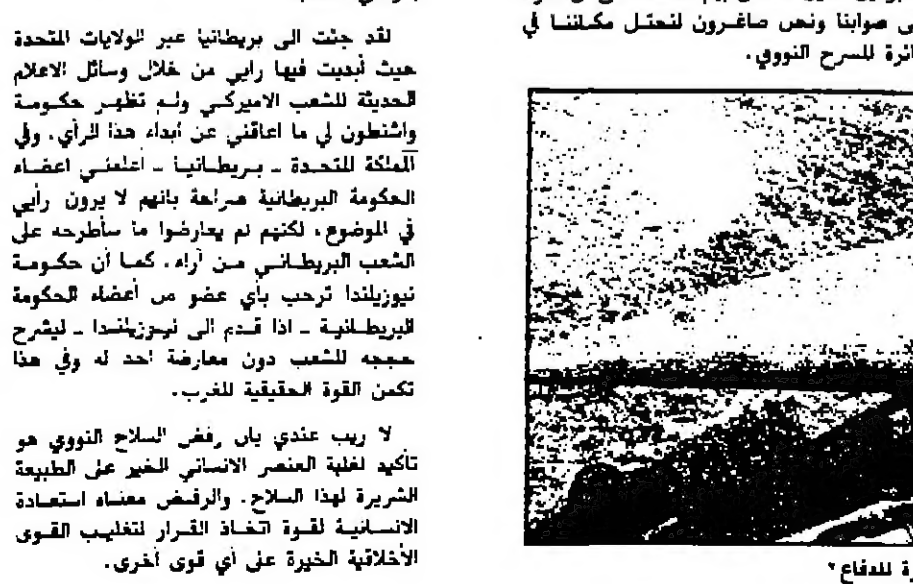 ى صوابنا ونحن صاغرون لنحتل مكاننا في
ائرة للمسرح النووي.
ة للدفاع؟
لقد جئت الى بريطانيا عبر الولايات المتحدة
حيث أبديت فيها رايي من خلال وسائل الاعلام
الحديثة للشعب الاميركي ولم تظهر حكومة
واشنطون لي ما اعاقني عن أبداء هذا الرأي. وفي
المملكة المتحدة ـ بريطانيا ـ اعلمني اعضاء
الحكومة البريطانية صراحة بانهم لا يرون رأيي
في الموضوع، لكنهم لم يعارضوا ما سأطرحه على
الشعب البريطاني من آراء. كما أن حكومة
نيوزيلندا ترحب بأي عضو من أعضاء الحكومة
البريطانية ـ اذا قدم الى نيوزيلندا ـ ليشرح
حججه للشعب دون معارضة احد له وفي هذا
تكمن القوة الحقيقية للغرب.
لا ريب عندي بان رفض السلاح النووي هو
تأكيد لغلبة العنصر الانساني الخير على الطبيعة
الشريرة لهذا السلاح. والرفض معناه استعادة
الانسانية لقوة اتخاذ القرار لتغليب القوى
الأخلاقية الخيرة على أي قوى أخرى.